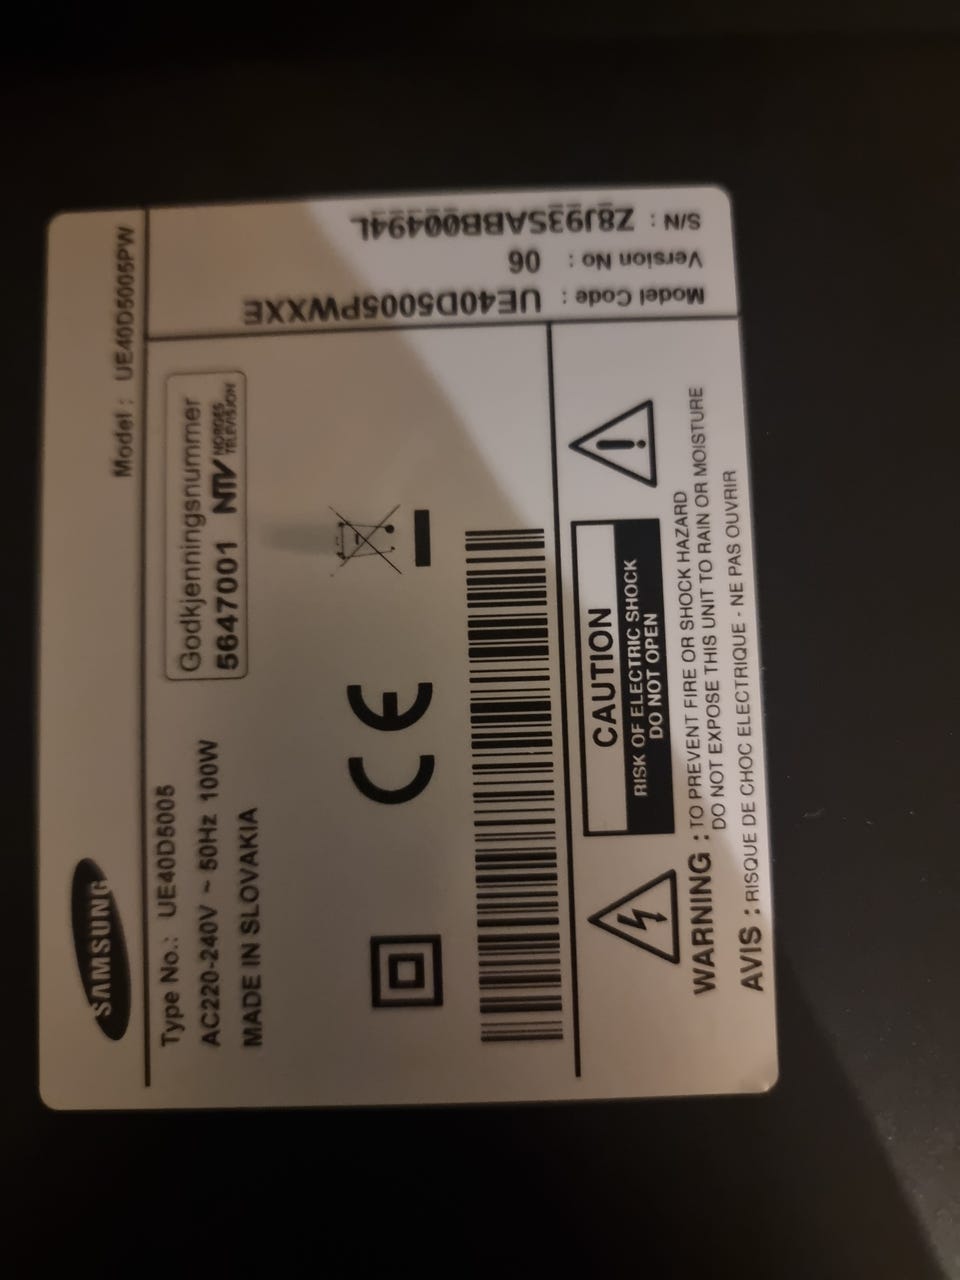 SAMSUNG
Model : UE40D5005PW
Type No.: UE40D5005
AC220-240V ~ 50Hz 100W
MADE IN SLOVAKIA
Godkjenningsnummer
5647001 NTV NORGES TELEVISJON
CE
CAUTION
RISK OF ELECTRIC SHOCK
DO NOT OPEN
WARNING : TO PREVENT FIRE OR SHOCK HAZARD
DO NOT EXPOSE THIS UNIT TO RAIN OR MOISTURE
AVIS : RISQUE DE CHOC ELECTRIQUE - NE PAS OUVRIR
Model Code : UE40D5005PWXXE
Version No : 06
S/N : Z8J93SABB00494L